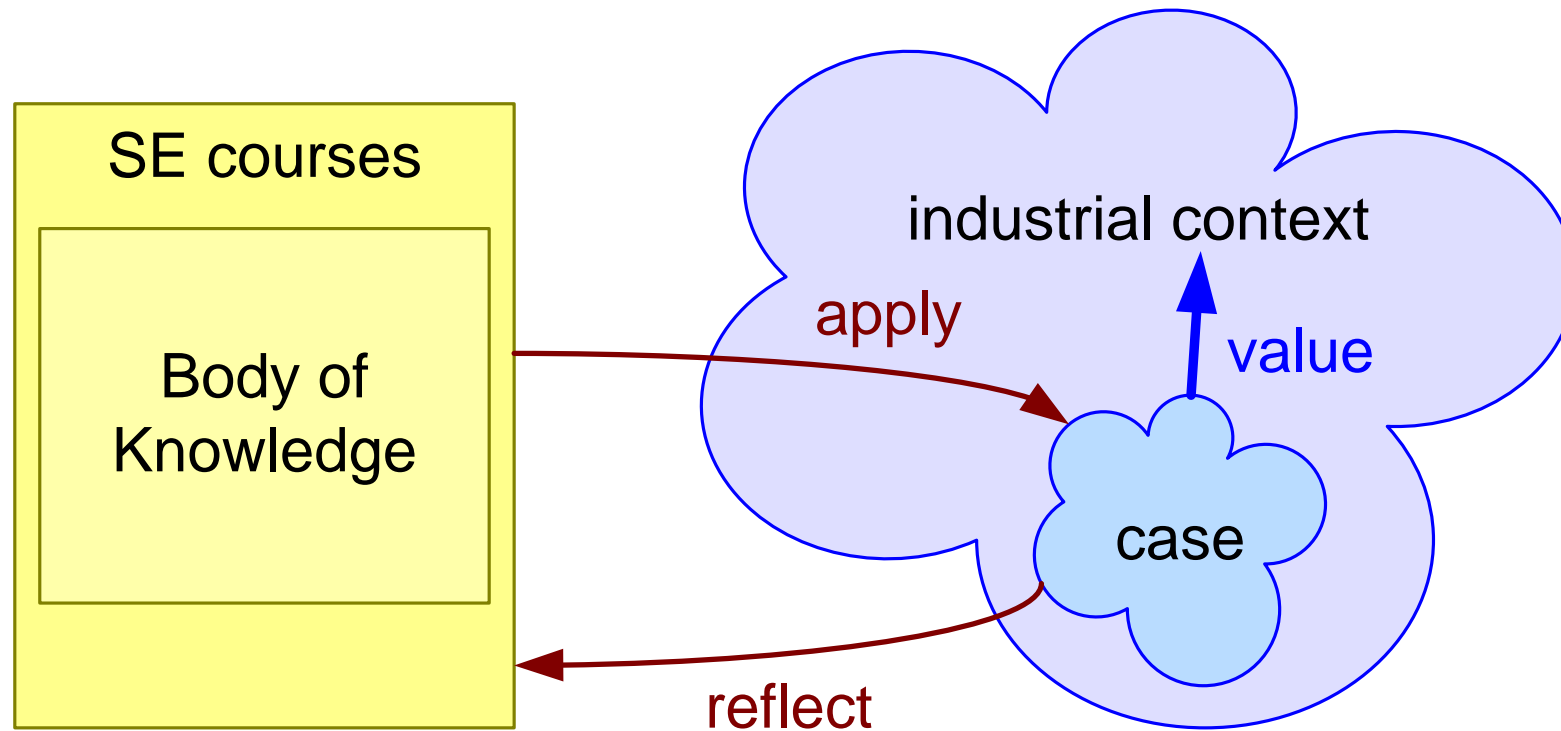 SE courses
Body of
Knowledge
industrial context
apply
value
case
reflect